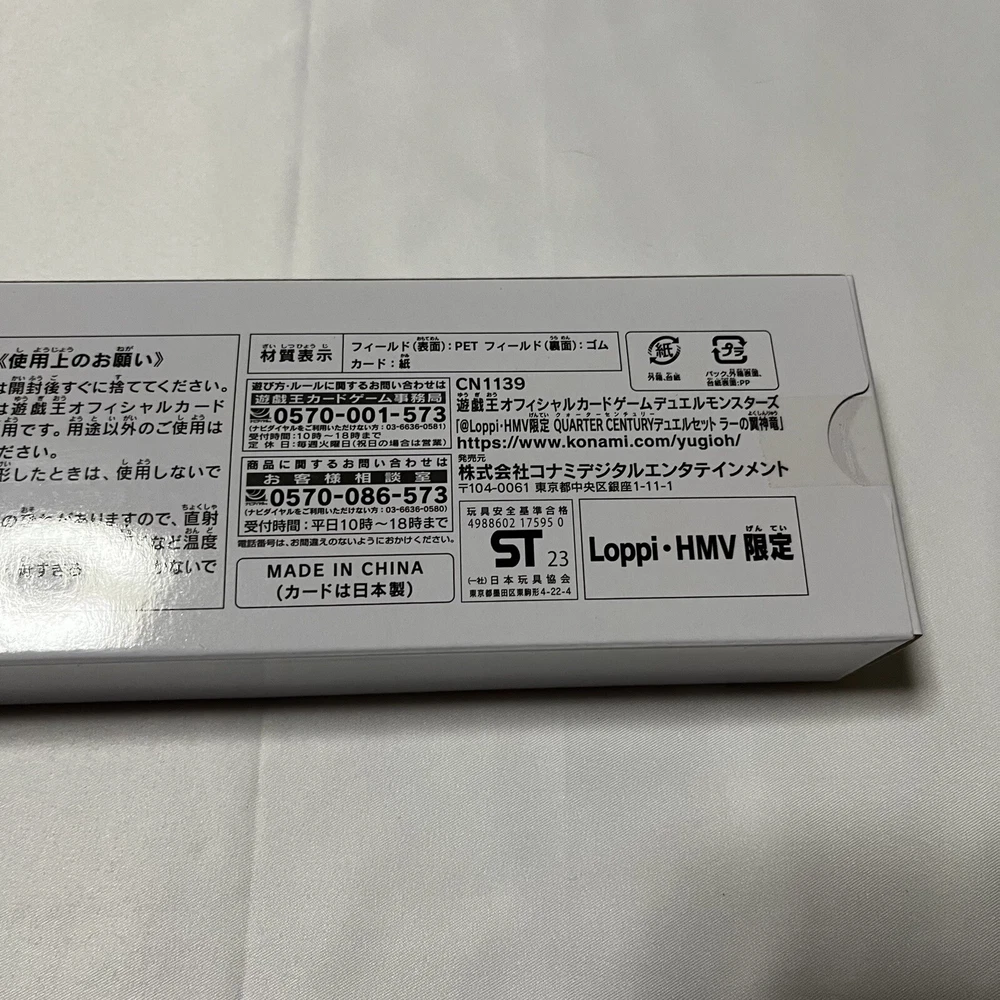 《使用上のお願い》
は開封後すぐに捨ててください。
は遊戯王オフィシャルカード
用です。用途以外のご使用は
ださい。
形したときは、使用しないで
がありますので、直射
など温度
ないで
材質表示
フィールド(表面):PET フィールド(裏面):ゴム
カード:紙
紙
外箱、台紙
プラ
パック、外箱表面、
台紙表面:PP
遊び方・ルールに関するお問い合わせは
遊戯王カードゲーム事務局
0570-001-573
(ナビダイヤルをご利用いただけない方:03-6636-0581)
受付時間:10時〜18時まで
定休日:毎週火曜日(祝日の場合は営業)
商品に関するお問い合わせは
お客様相談室
0570-086-573
(ナビダイヤルをご利用いただけない方:03-6636-0580)
受付時間:平日10時〜18時まで
電話番号は、お間違えのないようにおかけください。
MADE IN CHINA
(カードは日本製)
CN1139
遊戯王オフィシャルカードゲームデュエルモンスターズ
「@Loppi・HMV限定 QUARTER CENTURYデュエルセット ラーの翼神竜」
https://www.konami.com/yugioh/
発売元
株式会社コナミデジタルエンタテインメント
〒104-0061 東京都中央区銀座1-11-1
玩具安全基準合格
4988602 17595 0
ST 23
(一社)日本玩具協会
東京都墨田区東駒形4-22-4
Loppi・HMV 限定